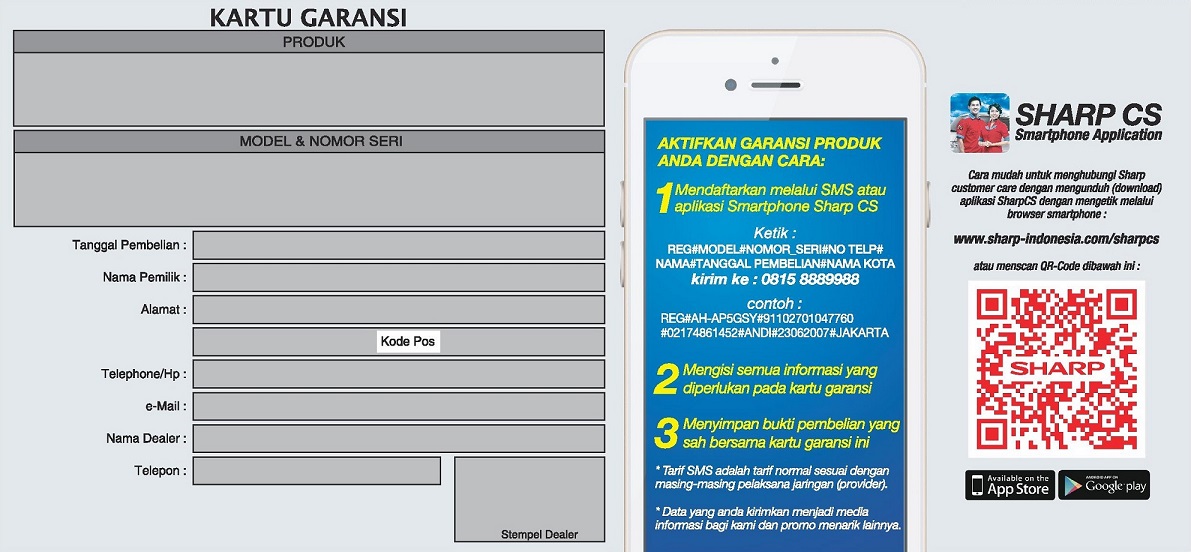 KARTU GARANSI
PRODUK
MODEL & NOMOR SERI
Tanggal Pembelian :
Nama Pemilik :
Alamat :
Kode Pos
Telephone/Hp :
e-Mail :
Nama Dealer :
Telepon :
Stempel Dealer
AKTIFKAN GARANSI PRODUK
ANDA DENGAN CARA:
1 Mendaftarkan melalui SMS atau
aplikasi Smartphone Sharp CS
Ketik :
REG#MODEL#NOMOR_SERI#NO TELP#
NAMA#TANGGAL PEMBELIAN#NAMA KOTA
kirim ke : 0815 8889988
contoh :
REG#AH-AP5GSY#91102701047760
#02174861452#ANDI#23062007#JAKARTA
2 Mengisi semua informasi yang
diperlukan pada kartu garansi
3 Menyimpan bukti pembelian yang
sah bersama kartu garansi ini
* Tarif SMS adalah tarif normal sesuai dengan
masing-masing pelaksana jaringan (provider).
* Data yang anda kirimkan menjadi media
informasi bagi kami dan promo menarik lainnya.
SHARP CS
Smartphone Application
Cara mudah untuk menghubungi Sharp
customer care dengan mengunduh (download)
aplikasi SharpCS dengan mengetik melalui
browser smartphone :
www.sharp-indonesia.com/sharpcs
atau menscan QR-Code dibawah ini :
SHARP
Available on the
App Store
ANDROID APP ON
Google play